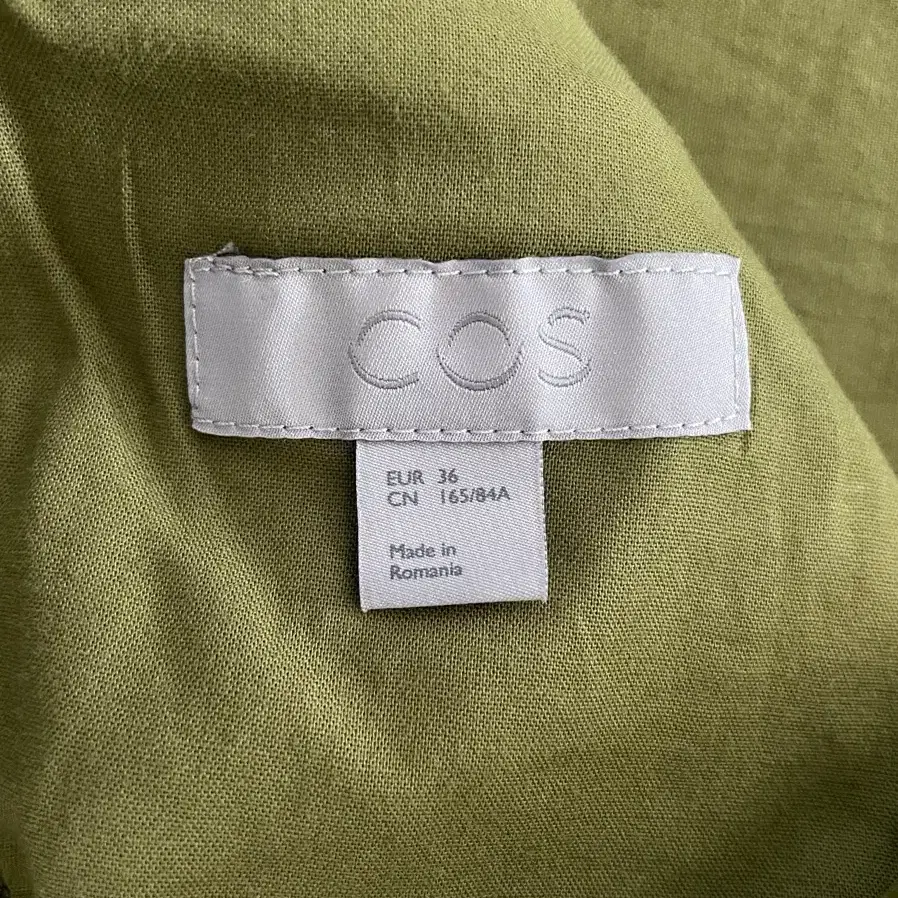 COS
EUR 36
CN 165/84A
Made in
Romania